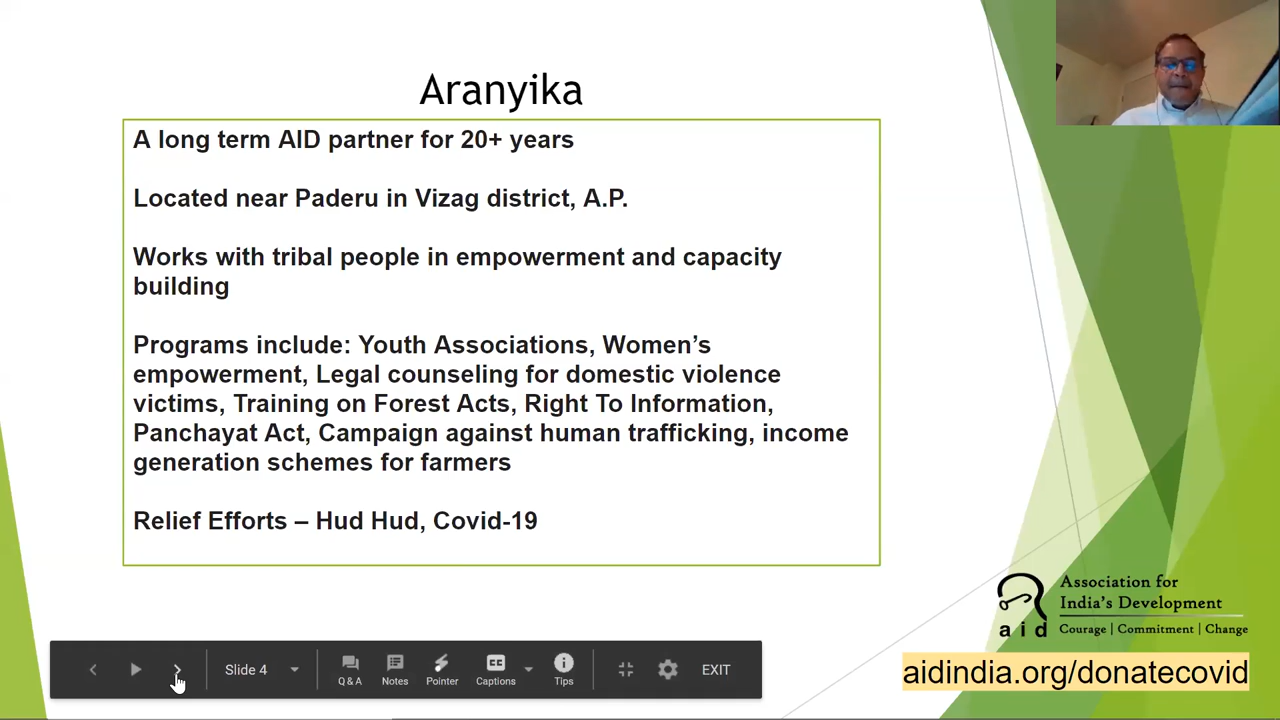 Aranyika
A long term AID partner for 20+ years
Located near Paderu in Vizag district, A.P.
Works with tribal people in empowerment and capacity
building
Programs include: Youth Associations, Women’s
empowerment, Legal counseling for domestic violence
victims, Training on Forest Acts, Right To Information,
Panchayat Act, Campaign against human trafficking, income
generation schemes for farmers
Relief Efforts – Hud Hud, Covid-19
Association for
India's Development
aid
Courage | Commitment | Change
aidindia.org/donatecovid
Slide 4
Q & A
Notes
Pointer
CC
Captions
Tips
EXIT